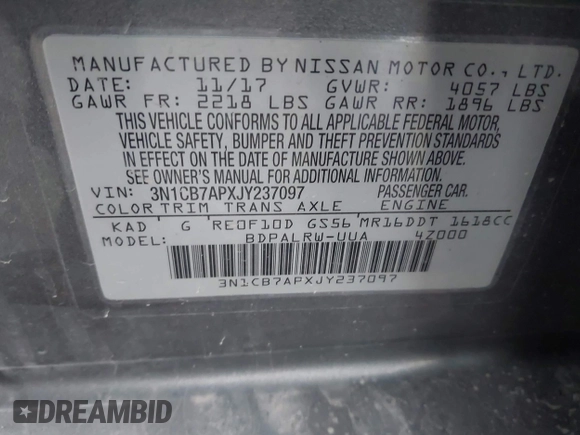 MANUFACTURED BY NISSAN MOTOR CO., LTD.
DATE: 11/17 GVWR: 4057 LBS
GAWR FR: 2218 LBS GAWR RR: 1896 LBS
THIS VEHICLE CONFORMS TO ALL APPLICABLE FEDERAL MOTOR
VEHICLE SAFETY, BUMPER AND THEFT PREVENTION STANDARDS
IN EFFECT ON THE DATE OF MANUFACTURE SHOWN ABOVE.
SEE OWNER'S MANUAL FOR ADDITIONAL INFORMATION
VIN: 3N1CB7APXJY237097 PASSENGER CAR.
COLOR TRIM TRANS AXLE ENGINE
KAD G RE0F10D GS56 MR16DDT 1618CC
MODEL: BDPALRW-UUA 4Z000
3N1CB7APXJY237097
DREAMBID